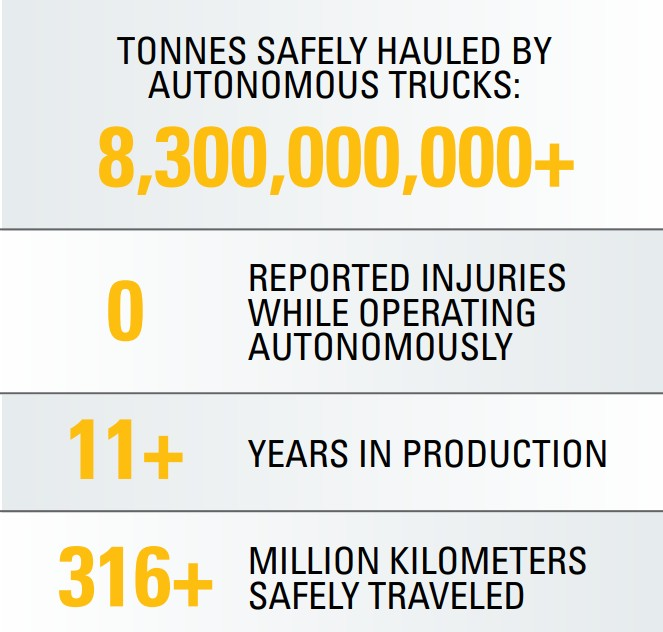 TONNES SAFELY HAULED BY
AUTONOMOUS TRUCKS:
8,300,000,000+
0
REPORTED INJURIES
WHILE OPERATING
AUTONOMOUSLY
11+
YEARS IN PRODUCTION
316+
MILLION KILOMETERS
SAFELY TRAVELED